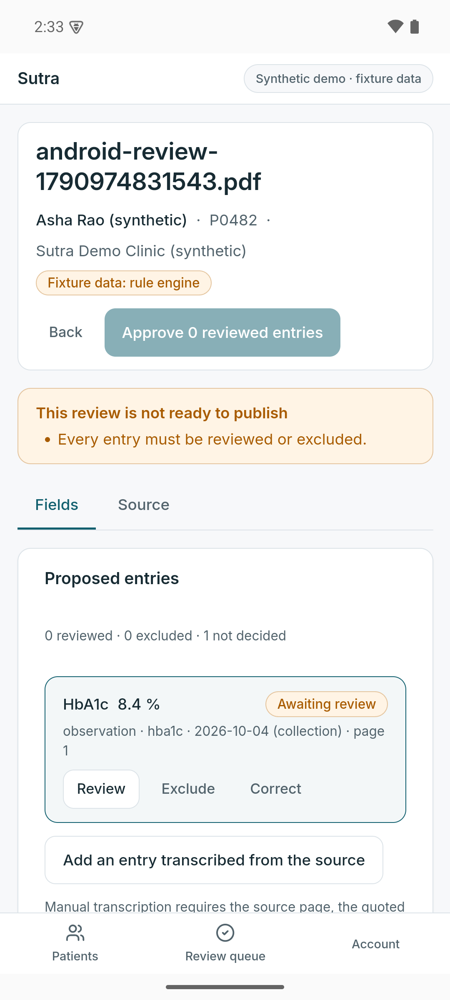 2:33
Sutra
Synthetic demo · fixture data
android-review-
1790974831543.pdf
Asha Rao (synthetic) · P0482 ·
Sutra Demo Clinic (synthetic)
Fixture data: rule engine
Back
Approve 0 reviewed entries
This review is not ready to publish
• Every entry must be reviewed or excluded.
Fields
Source
Proposed entries
0 reviewed · 0 excluded · 1 not decided
HbA1c 8.4 %
Awaiting review
observation · hba1c · 2026-10-04 (collection) · page
1
Review
Exclude
Correct
Add an entry transcribed from the source
Manual transcription requires the source page, the quoted
Patients
Review queue
Account